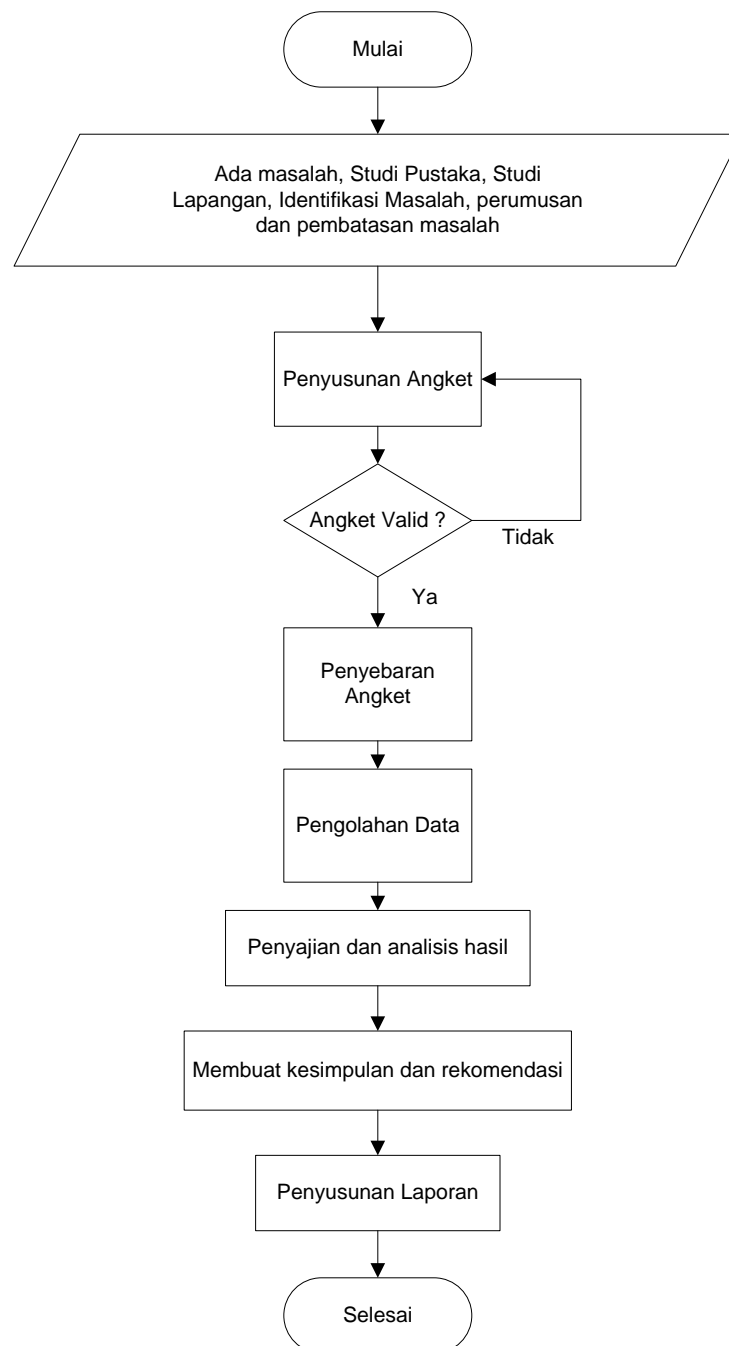 Mulai
Ada masalah, Studi Pustaka, Studi
Lapangan, Identifikasi Masalah, perumusan
dan pembatasan masalah
Penyusunan Angket
Angket Valid ?
Tidak
Ya
Penyebaran
Angket
Pengolahan Data
Penyajian dan analisis hasil
Membuat kesimpulan dan rekomendasi
Penyusunan Laporan
Selesai